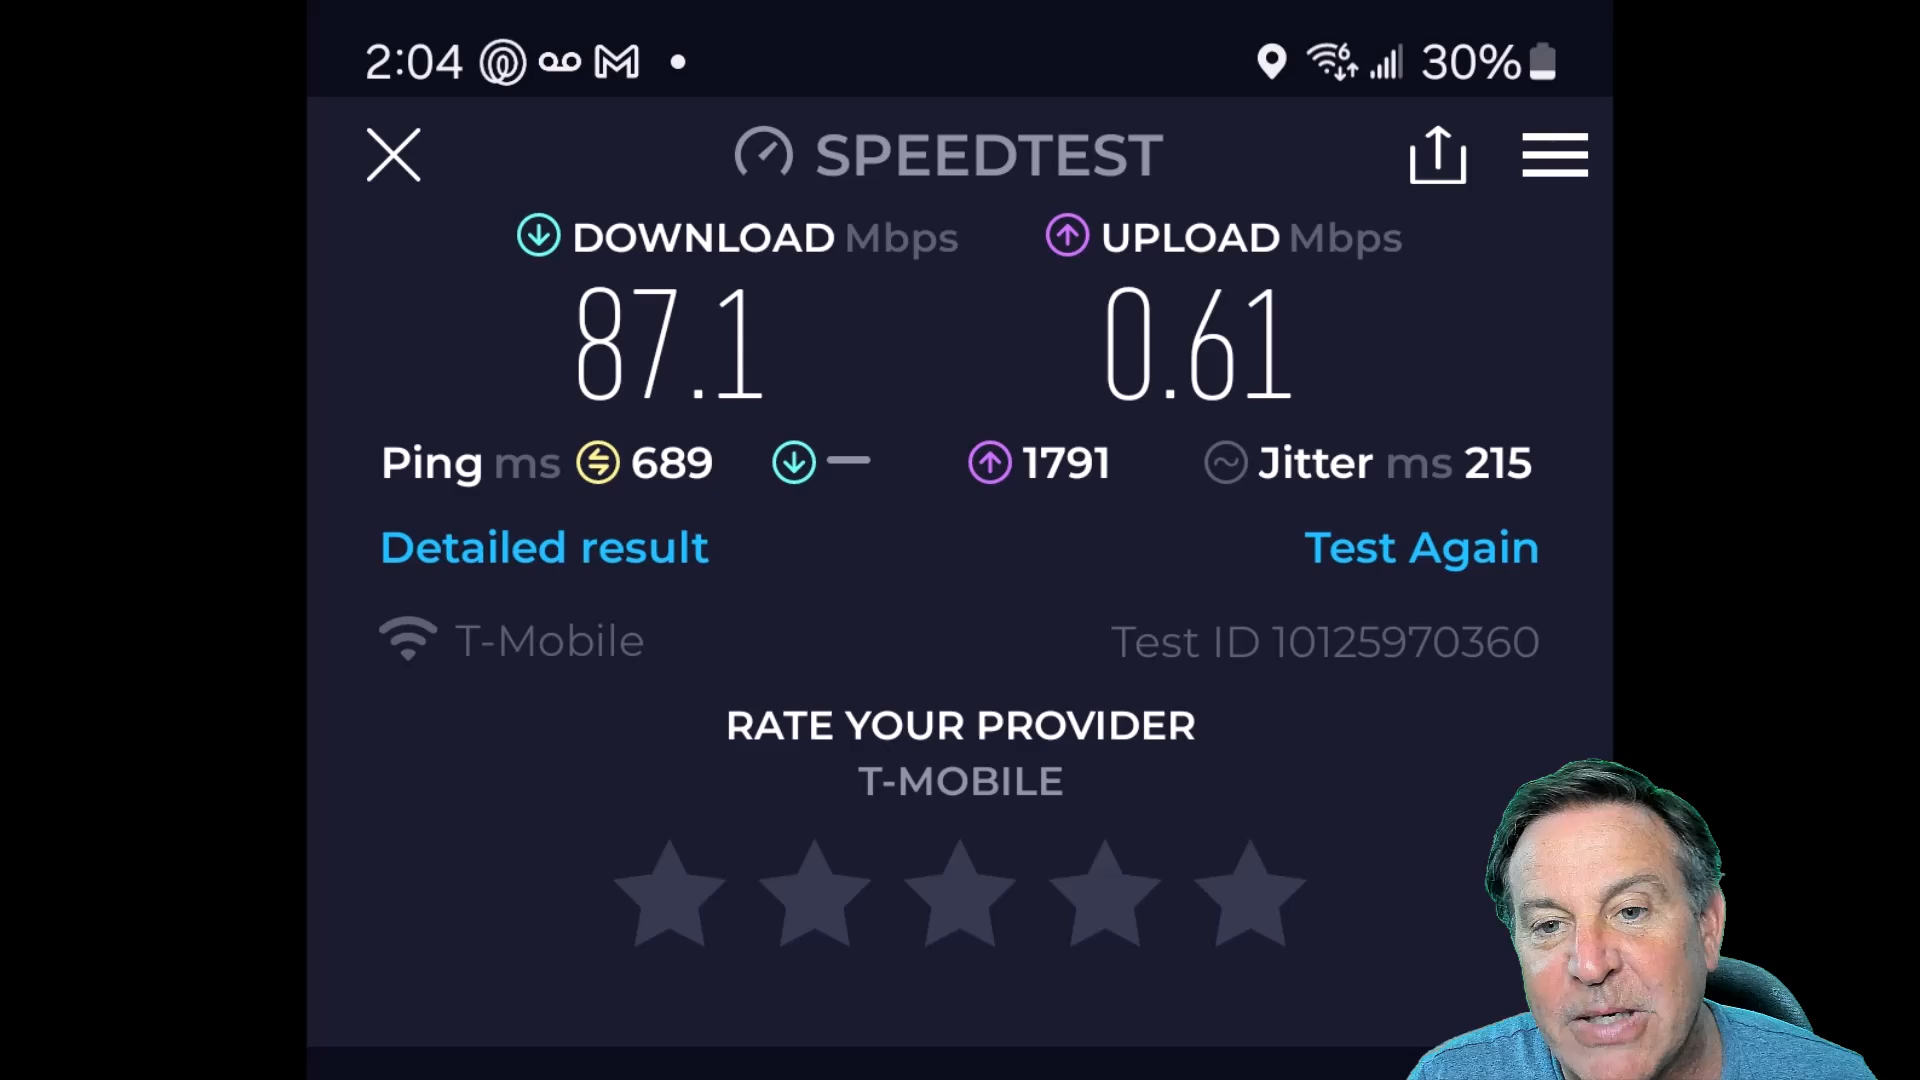 2:04 30%
SPEEDTEST
DOWNLOAD Mbps UPLOAD Mbps
87.1 0.61
Ping ms 689 — 1791 Jitter ms 215
Detailed result Test Again
T-Mobile Test ID 10125970360
RATE YOUR PROVIDER
T-MOBILE